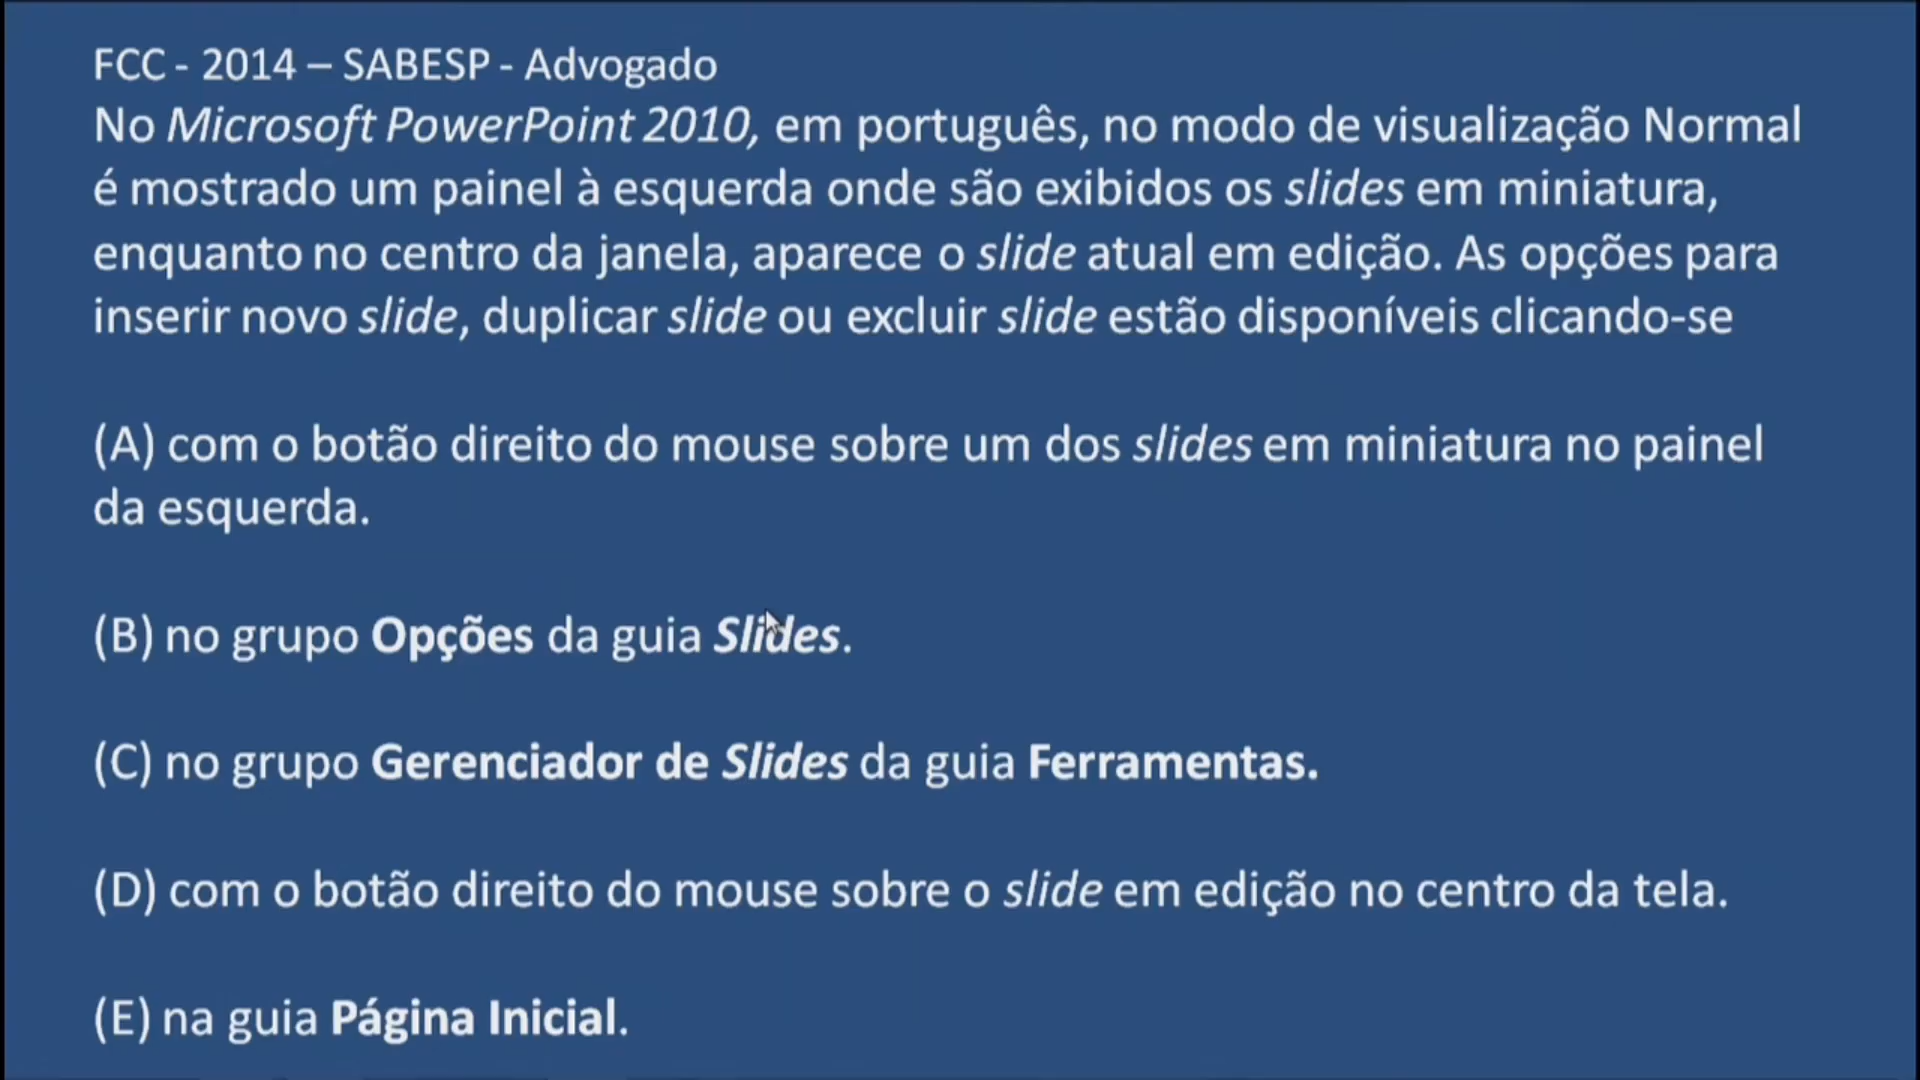 FCC - 2014 – SABESP - Advogado
No Microsoft PowerPoint 2010, em português, no modo de visualização Normal
é mostrado um painel à esquerda onde são exibidos os slides em miniatura,
enquanto no centro da janela, aparece o slide atual em edição. As opções para
inserir novo slide, duplicar slide ou excluir slide estão disponíveis clicando-se
(A) com o botão direito do mouse sobre um dos slides em miniatura no painel
da esquerda.
(B) no grupo Opções da guia Slides.
(C) no grupo Gerenciador de Slides da guia Ferramentas.
(D) com o botão direito do mouse sobre o slide em edição no centro da tela.
(E) na guia Página Inicial.